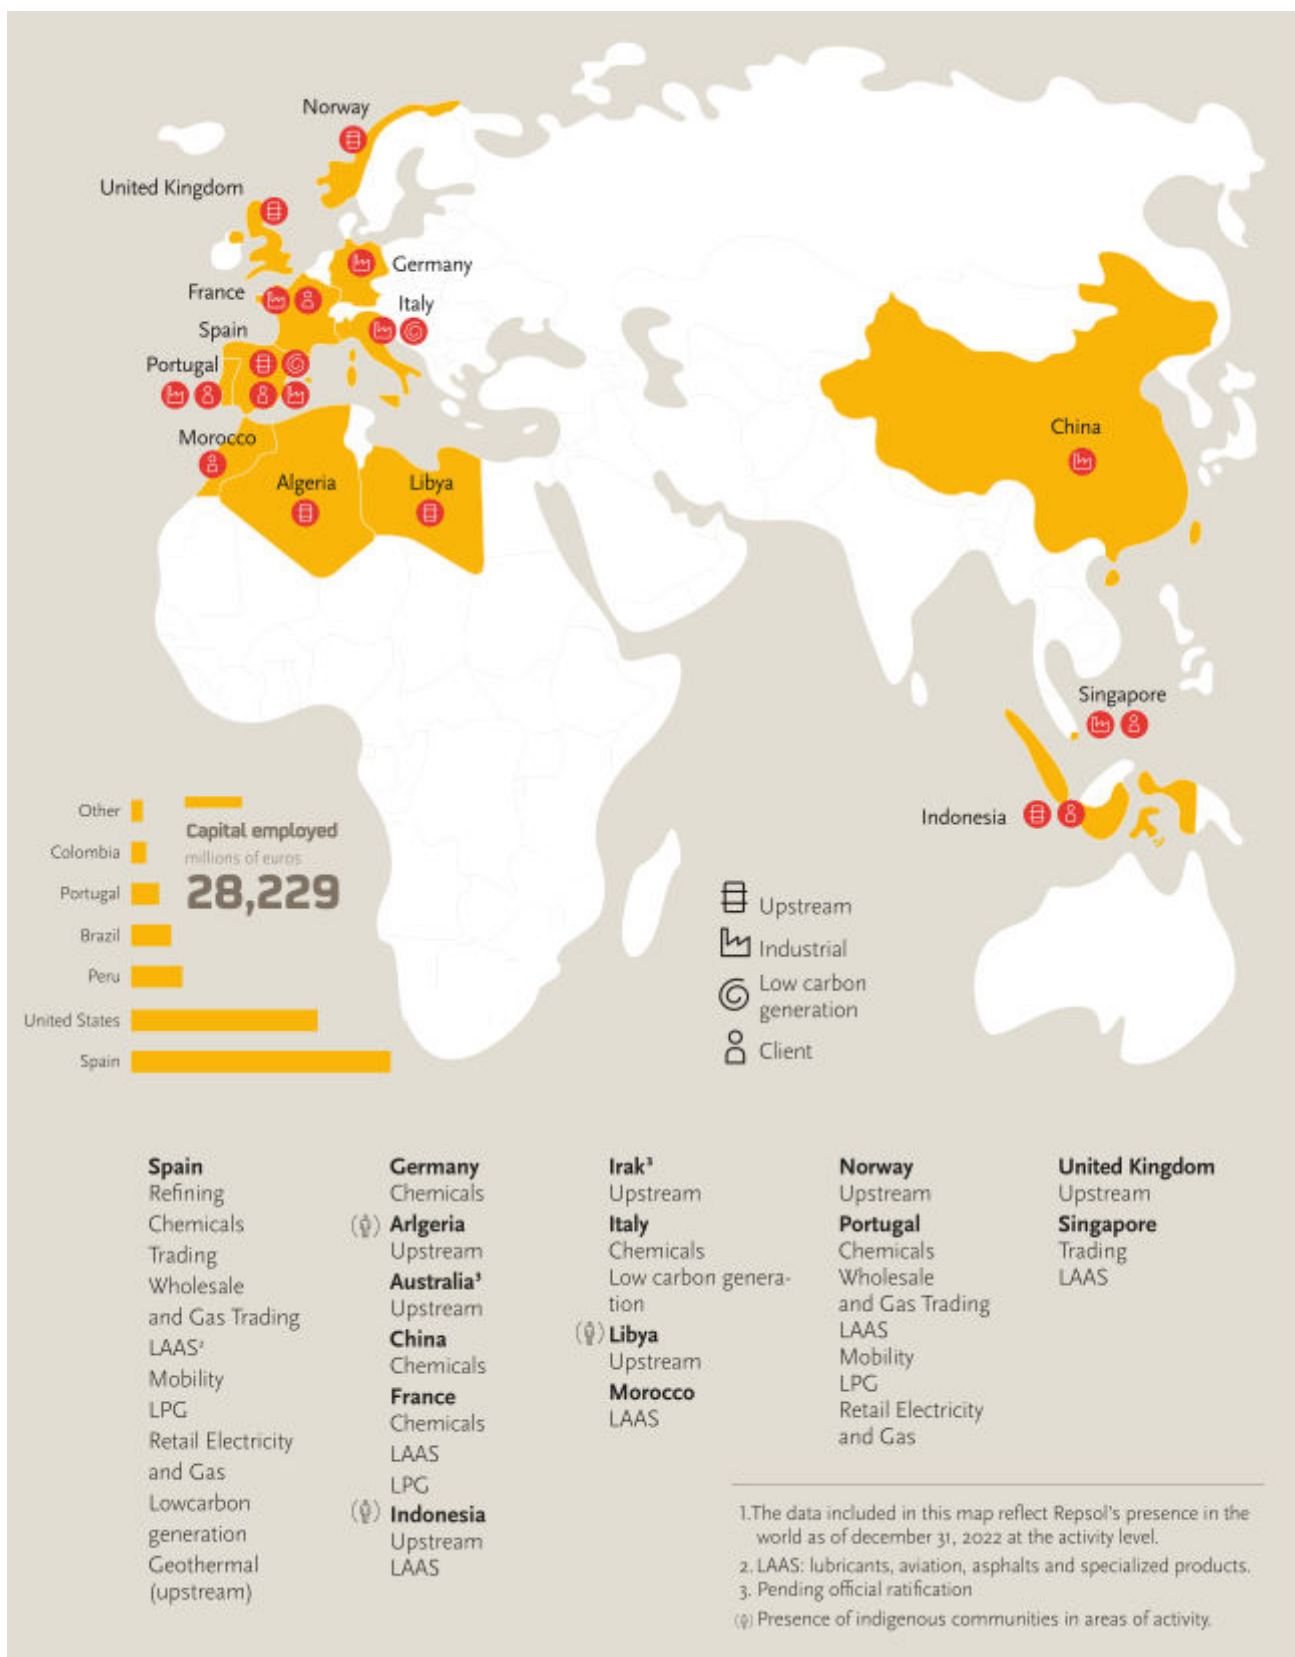 Norway
United Kingdom
Germany
France
Italy
Spain
Portugal
Morocco
Algeria
Libya
China
Singapore
Indonesia
Other
Colombia
Portugal
Brazil
Peru
United States
Spain
Capital employed
millions of euros
28,229
Upstream
Industrial
Low carbon
generation
Client
Spain
Refining
Chemicals
Trading
Wholesale
and Gas Trading
LAAS²
Mobility
LPG
Retail Electricity
and Gas
Lowcarbon
generation
Geothermal
(upstream)
Germany
Chemicals
Arlgeria
Upstream
Australia³
Upstream
China
Chemicals
France
Chemicals
LAAS
LPG
Indonesia
Upstream
LAAS
Irak³
Upstream
Italy
Chemicals
Low carbon genera-
tion
Libya
Upstream
Morocco
LAAS
Norway
Upstream
Portugal
Chemicals
Wholesale
and Gas Trading
LAAS
Mobility
LPG
Retail Electricity
and Gas
United Kingdom
Upstream
Singapore
Trading
LAAS
1.The data included in this map reflect Repsol's presence in the
world as of december 31, 2022 at the activity level.
2. LAAS: lubricants, aviation, asphalts and specialized products.
3. Pending official ratification
Presence of indigenous communities in areas of activity.